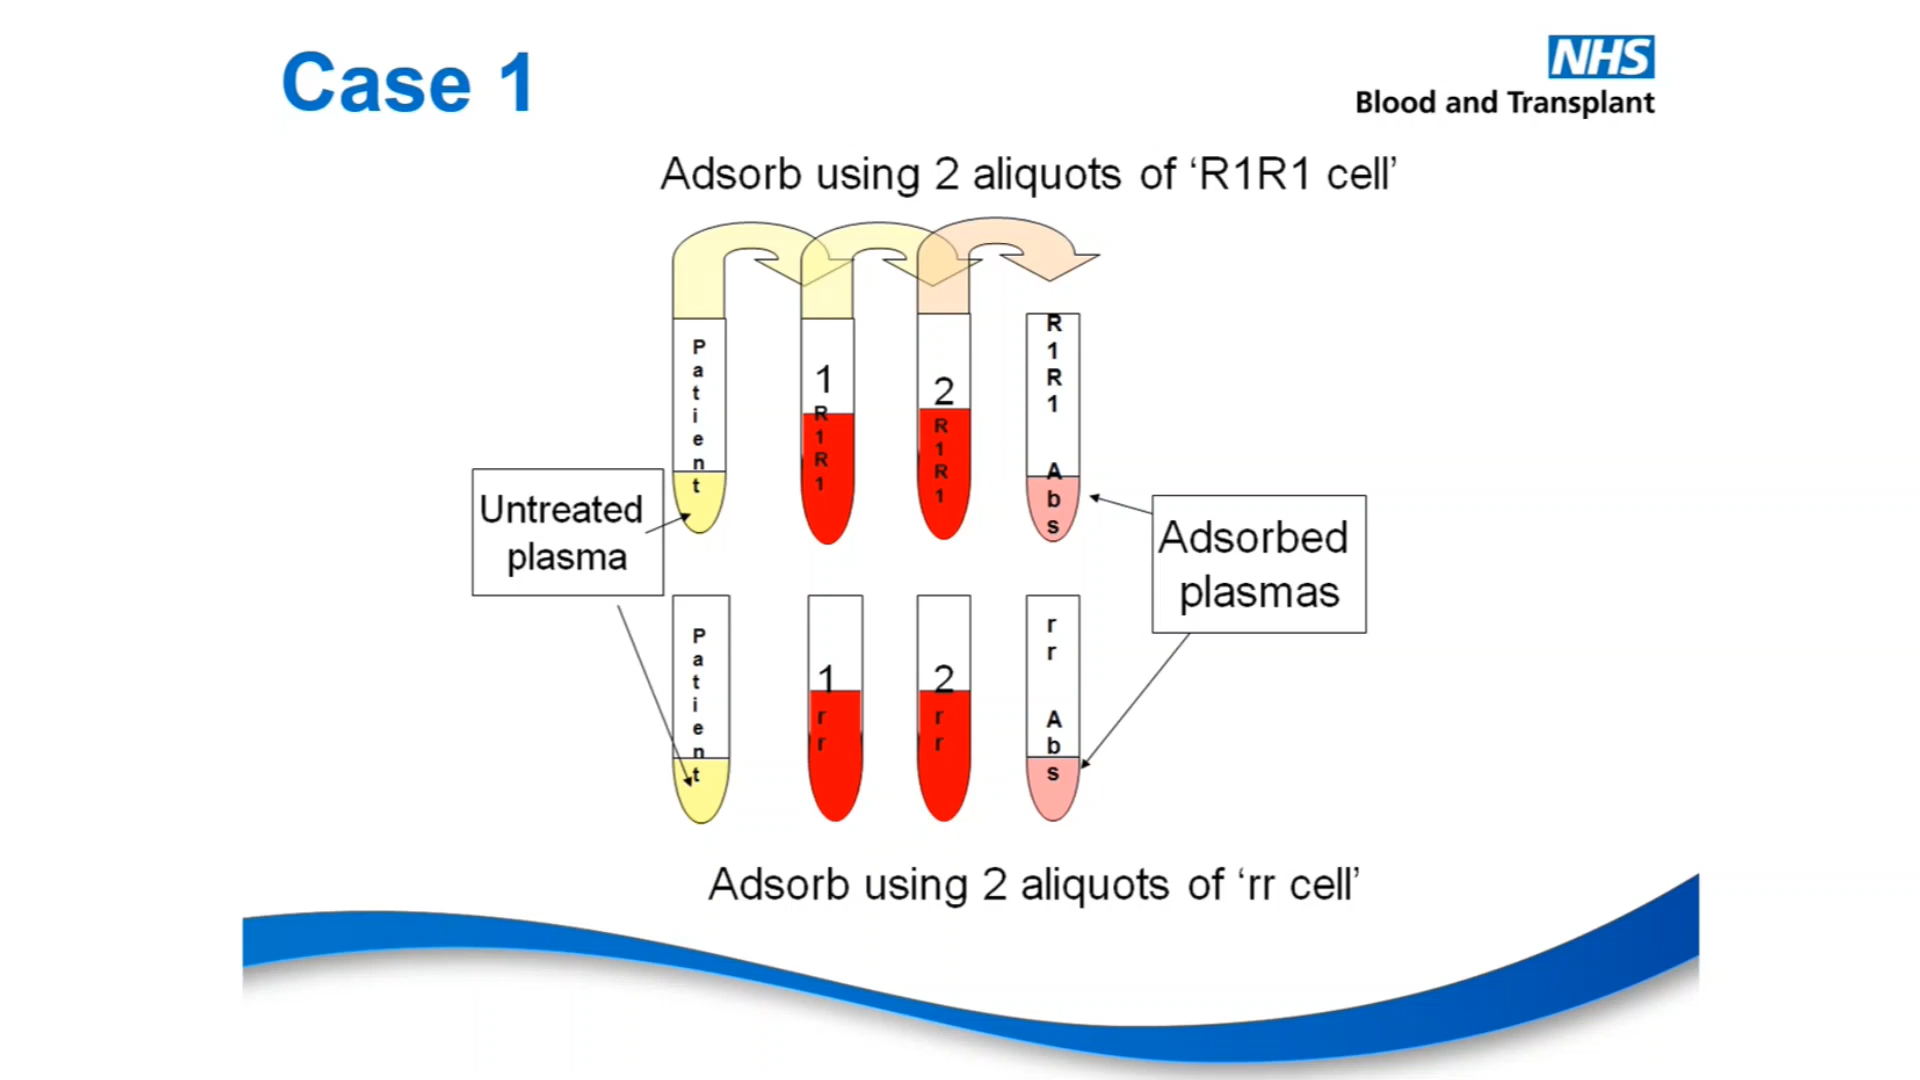 Case 1
NHS
Blood and Transplant
Adsorb using 2 aliquots of ‘R1R1 cell’
Patient
1
R1R1
2
R1R1
R1R1 Abs
Untreated
plasma
Adsorbed
plasmas
Patient
1
rr
2
rr
rr Abs
Adsorb using 2 aliquots of ‘rr cell’